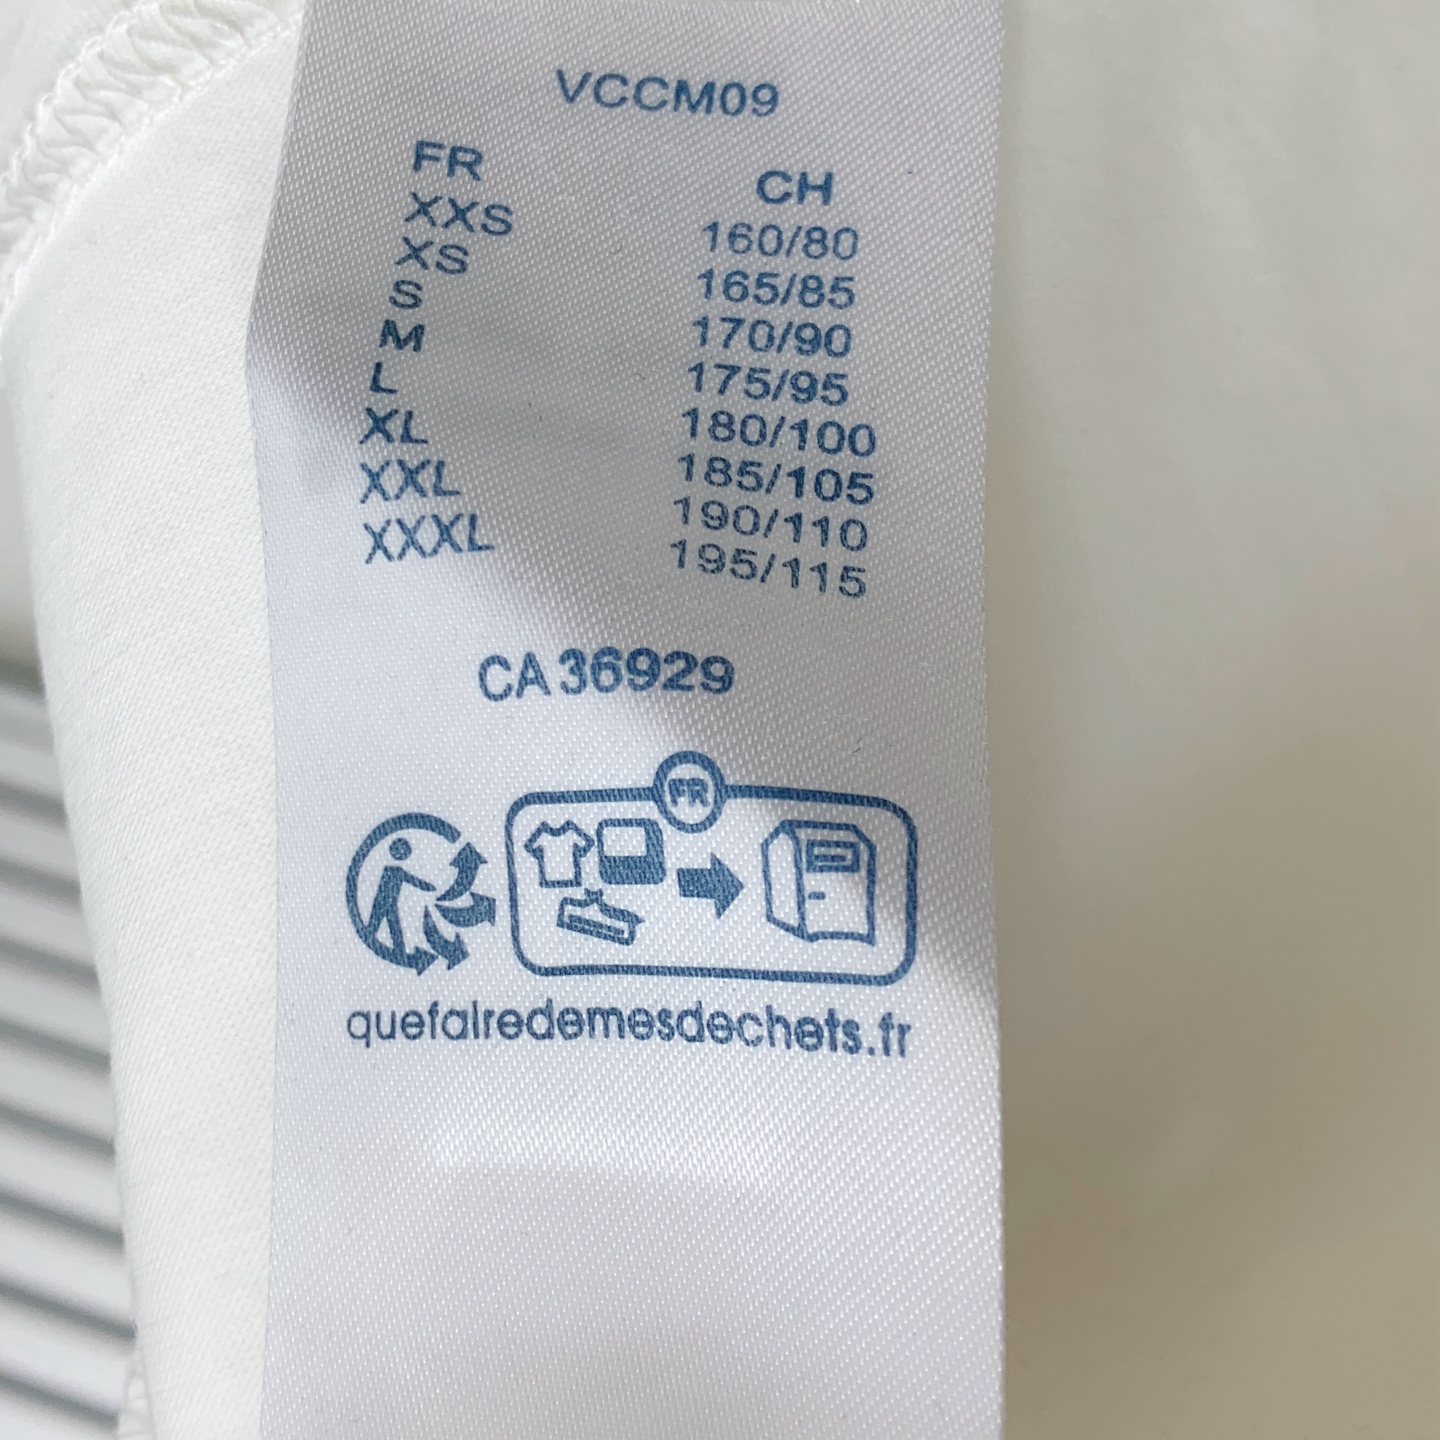 VCCM09
FR CH
XXS 160/80
XS 165/85
S 170/90
M 175/95
L 180/100
XL 185/105
XXL 190/110
XXXL 195/115
CA 36929
FR
quefairedemesdechets.fr